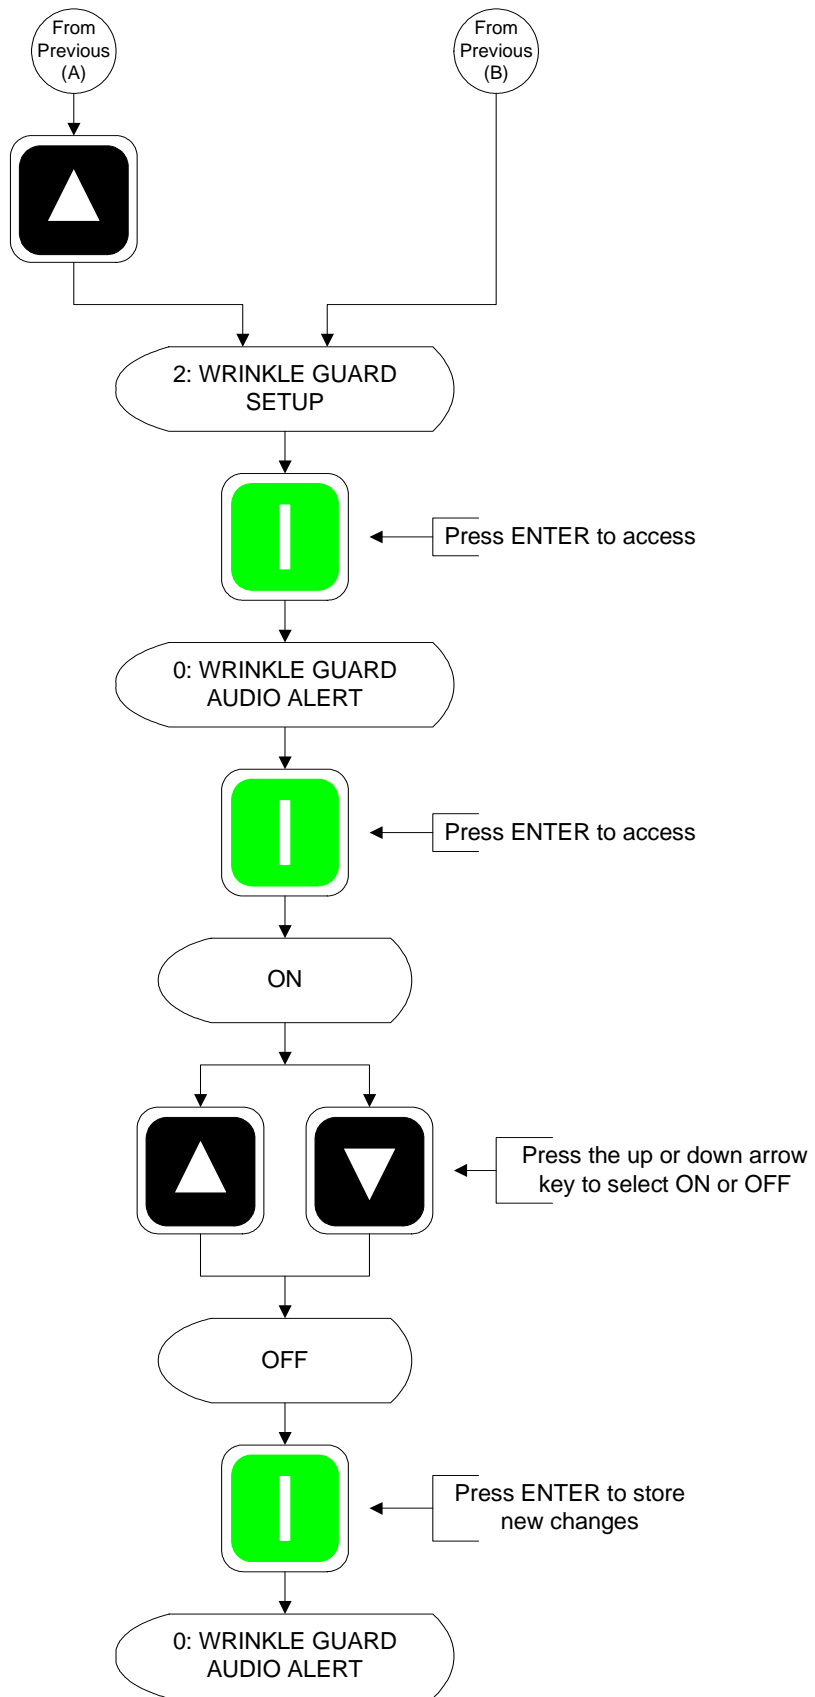 From
Previous
(A)
From
Previous
(B)
2: WRINKLE GUARD
SETUP
Press ENTER to access
0: WRINKLE GUARD
AUDIO ALERT
Press ENTER to access
ON
Press the up or down arrow
key to select ON or OFF
OFF
Press ENTER to store
new changes
0: WRINKLE GUARD
AUDIO ALERT